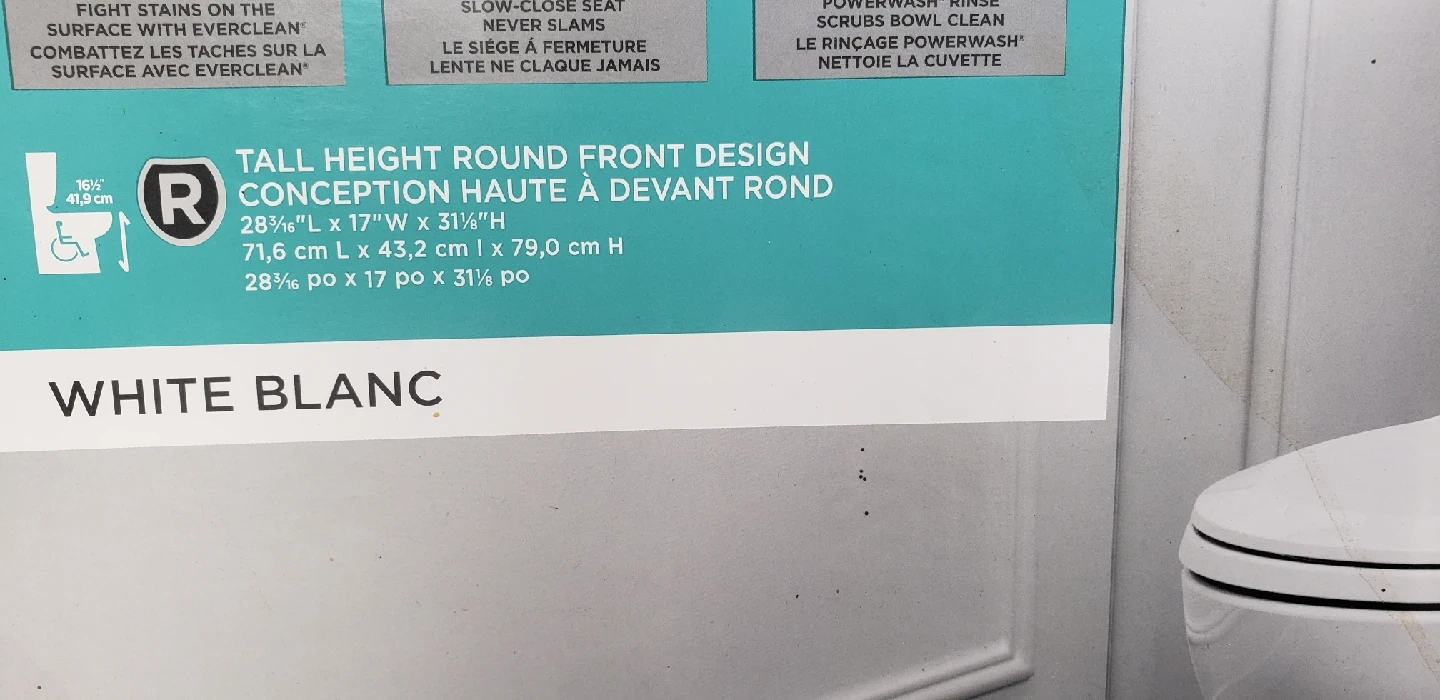 FIGHT STAINS ON THE
SURFACE WITH EVERCLEAN®
COMBATTEZ LES TACHES SUR LA
SURFACE AVEC EVERCLEAN®
SLOW-CLOSE SEAT
NEVER SLAMS
LE SIÉGE Á FERMETURE
LENTE NE CLAQUE JAMAIS
POWERWASH® RINSE
SCRUBS BOWL CLEAN
LE RINÇAGE POWERWASH®
NETTOIE LA CUVETTE
16½"
41,9 cm
R
TALL HEIGHT ROUND FRONT DESIGN
CONCEPTION HAUTE À DEVANT ROND
28³⁄₁₆"L x 17"W x 31⅛"H
71,6 cm L x 43,2 cm l x 79,0 cm H
28³⁄₁₆ po x 17 po x 31⅛ po
WHITE BLANC